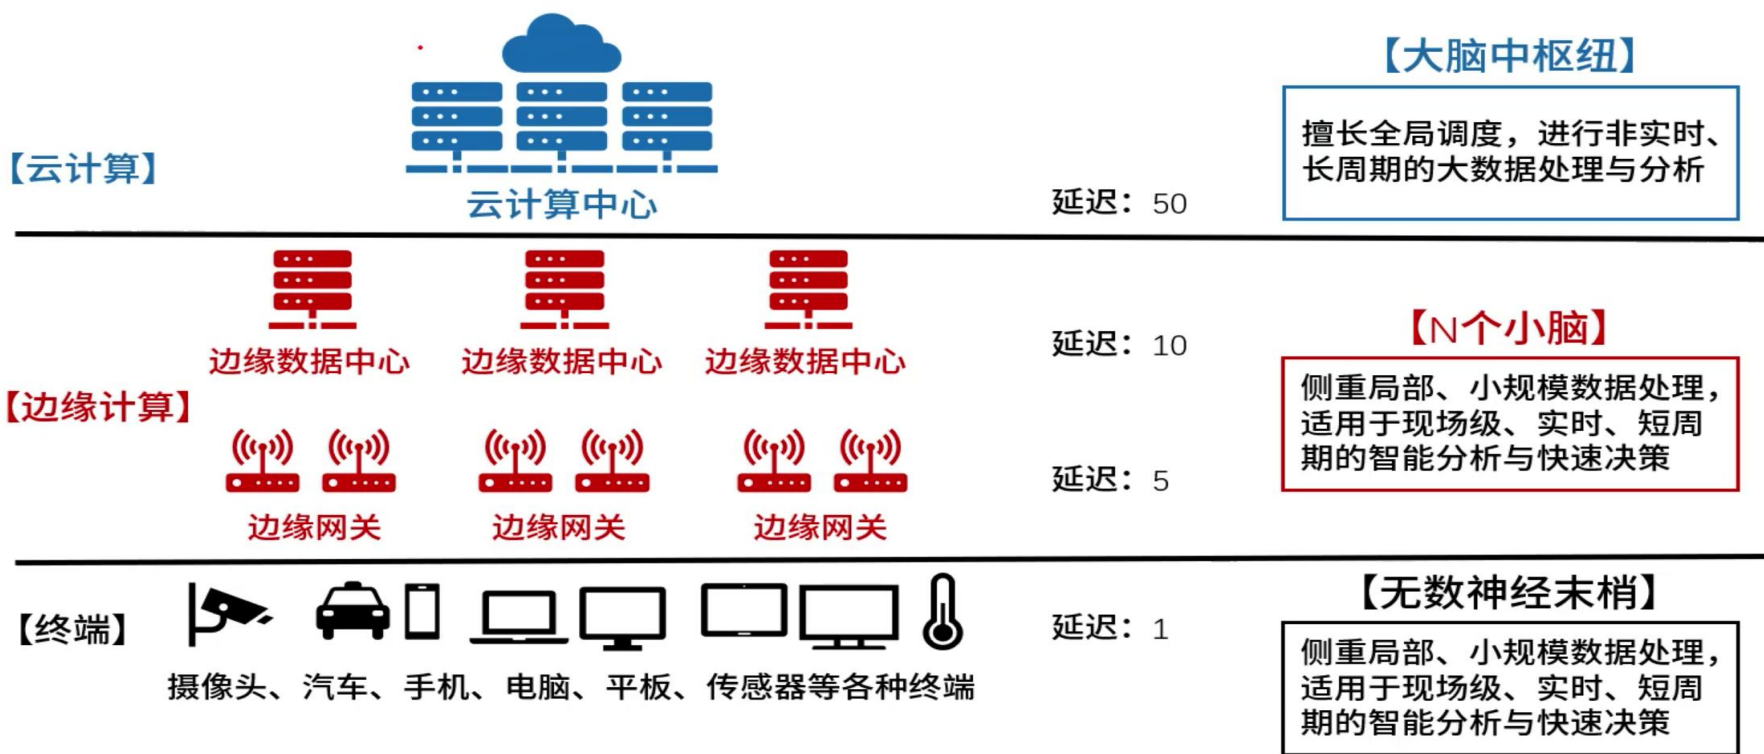 【大脑中枢纽】
擅长全局调度，进行非实时、
长周期的大数据处理与分析
【云计算】
云计算中心
延迟：50
边缘数据中心 边缘数据中心 边缘数据中心
延迟：10
【N个小脑】
侧重局部、小规模数据处理，
适用于现场级、实时、短周
期的智能分析与快速决策
【边缘计算】
延迟：5
边缘网关 边缘网关 边缘网关
【无数神经末梢】
【终端】
延迟：1
侧重局部、小规模数据处理，
适用于现场级、实时、短周
期的智能分析与快速决策
摄像头、汽车、手机、电脑、平板、传感器等各种终端